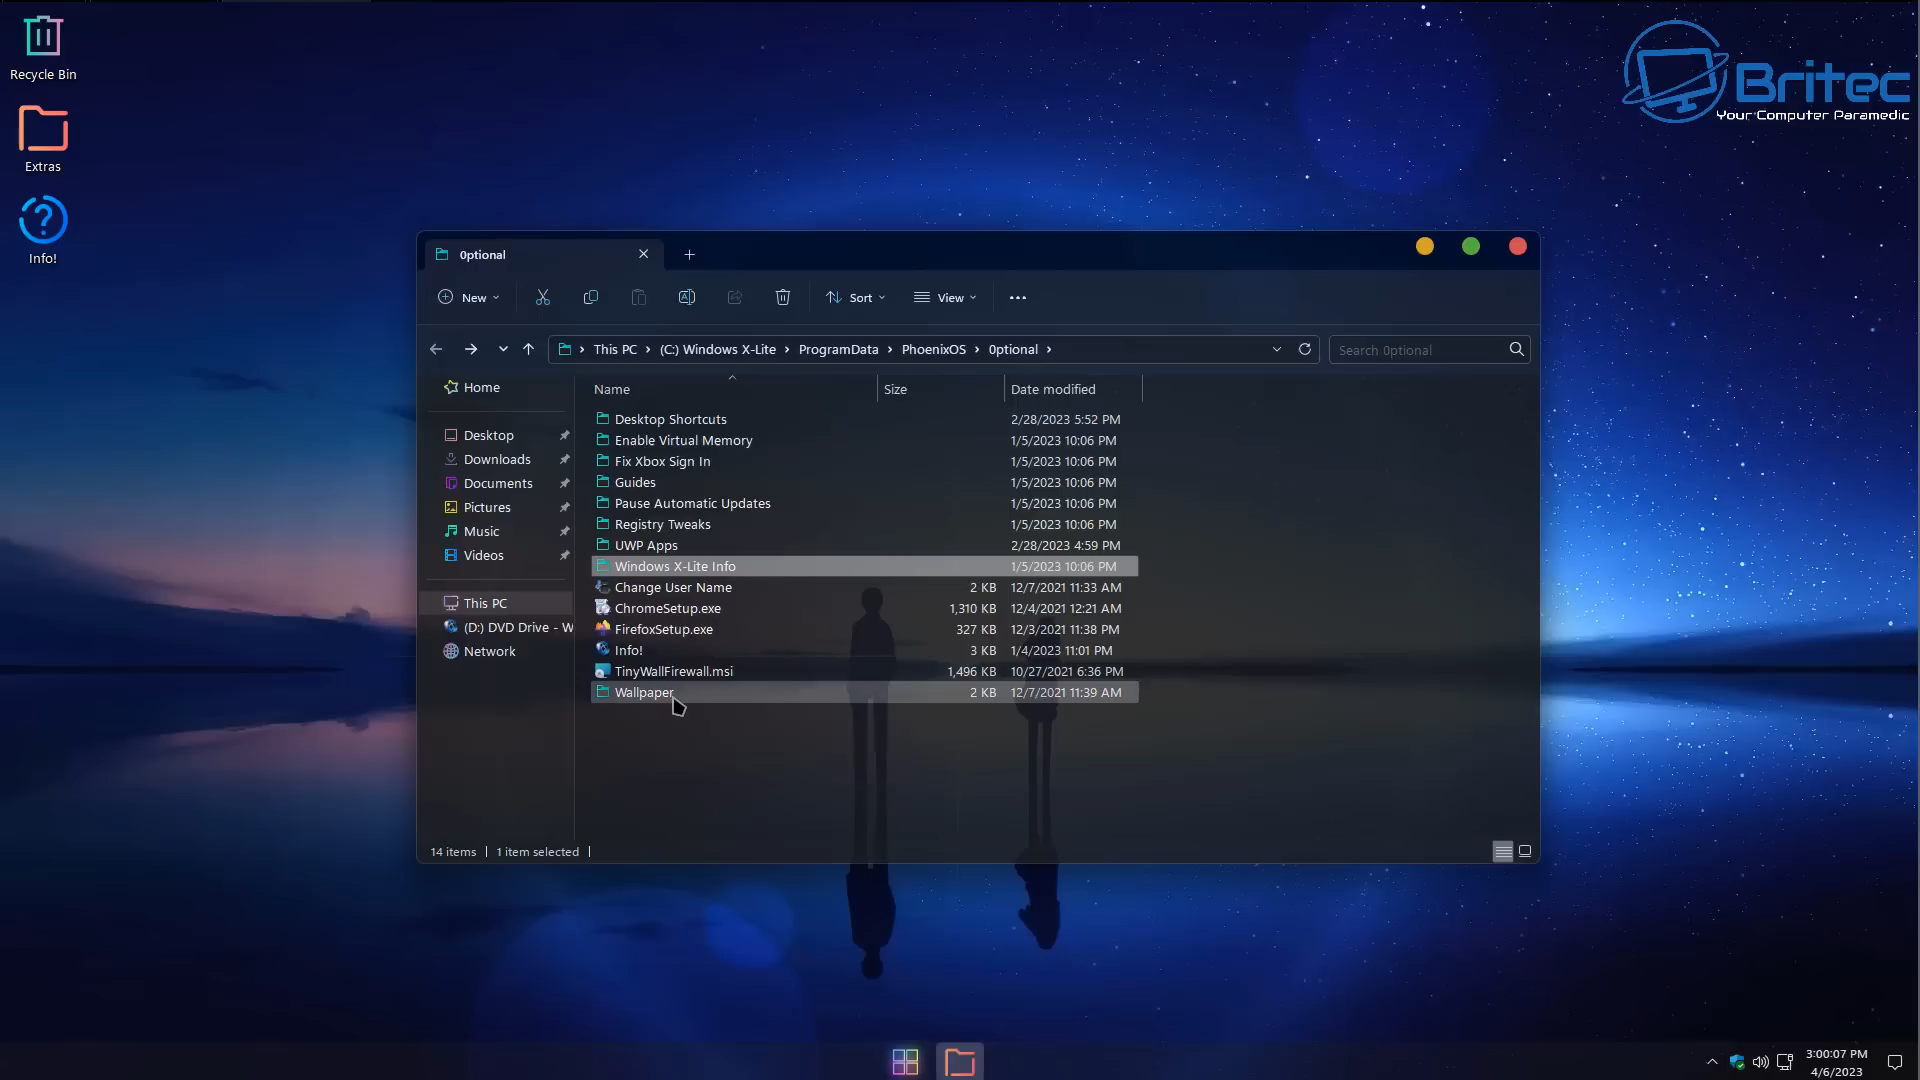 Recycle Bin
Extras
Info!
Britec
Your Computer Paramedic
0ptional
New
Sort
View
This PC
(C:) Windows X-Lite
ProgramData
PhoenixOS
0ptional
Search 0ptional
Home
Desktop
Downloads
Documents
Pictures
Music
Videos
This PC
(D:) DVD Drive - W
Network
Name Size Date modified
Desktop Shortcuts 2/28/2023 5:52 PM
Enable Virtual Memory 1/5/2023 10:06 PM
Fix Xbox Sign In 1/5/2023 10:06 PM
Guides 1/5/2023 10:06 PM
Pause Automatic Updates 1/5/2023 10:06 PM
Registry Tweaks 1/5/2023 10:06 PM
UWP Apps 2/28/2023 4:59 PM
Windows X-Lite Info 1/5/2023 10:06 PM
Change User Name 2 KB 12/7/2021 11:33 AM
ChromeSetup.exe 1,310 KB 12/4/2021 12:21 AM
FirefoxSetup.exe 327 KB 12/3/2021 11:38 PM
Info! 3 KB 1/4/2023 11:01 PM
TinyWallFirewall.msi 1,496 KB 10/27/2021 6:36 PM
Wallpaper 2 KB 12/7/2021 11:39 AM
14 items
1 item selected
3:00:07 PM
4/6/2023